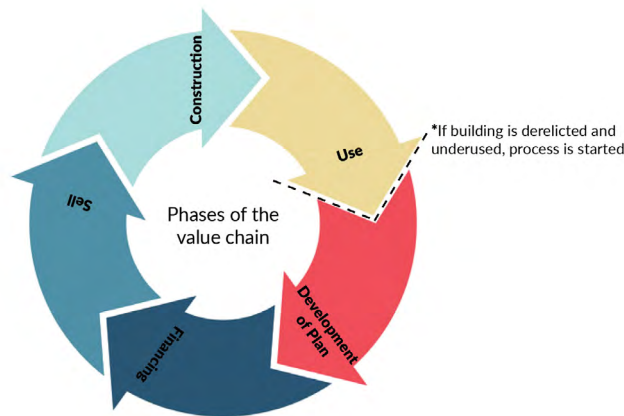 Construction
Use
*If building is derelicted and
underused, process is started
Sell
Phases of the
value chain
Development
of Plan
Financing